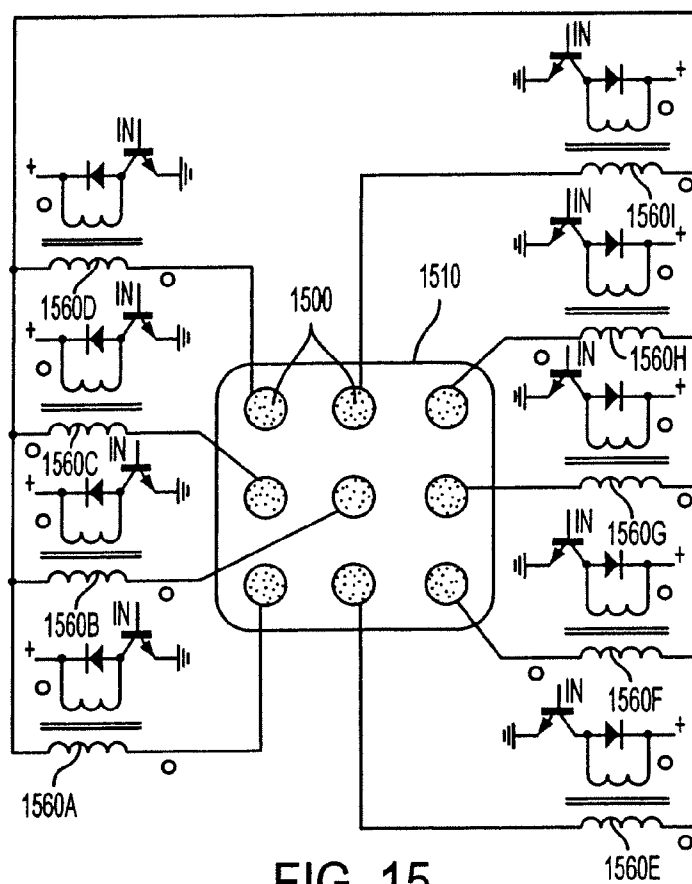 IN
+
IN
+
1560I
1560D
IN
+
IN
+
1500
1510
1560H
IN
+
1560C
IN
+
1560G
IN
+
1560B
IN
+
1560F
IN
+
1560A
1560E
FIG. 15